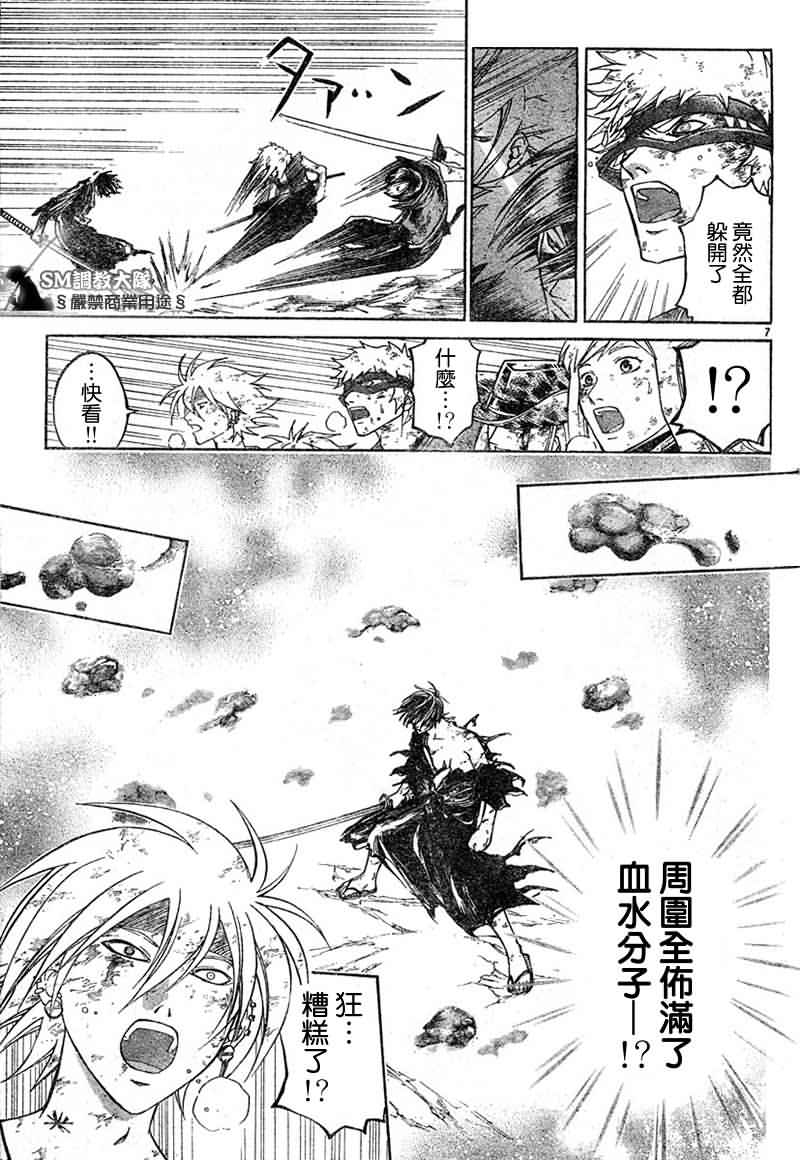 竟然全都
躲開了
タァッン
SM調教大隊
§嚴禁商業用途§
7
!?
什麼…!?
…快看!!
周圍全佈滿了
血水分子—!?
狂…
糟糕了!?